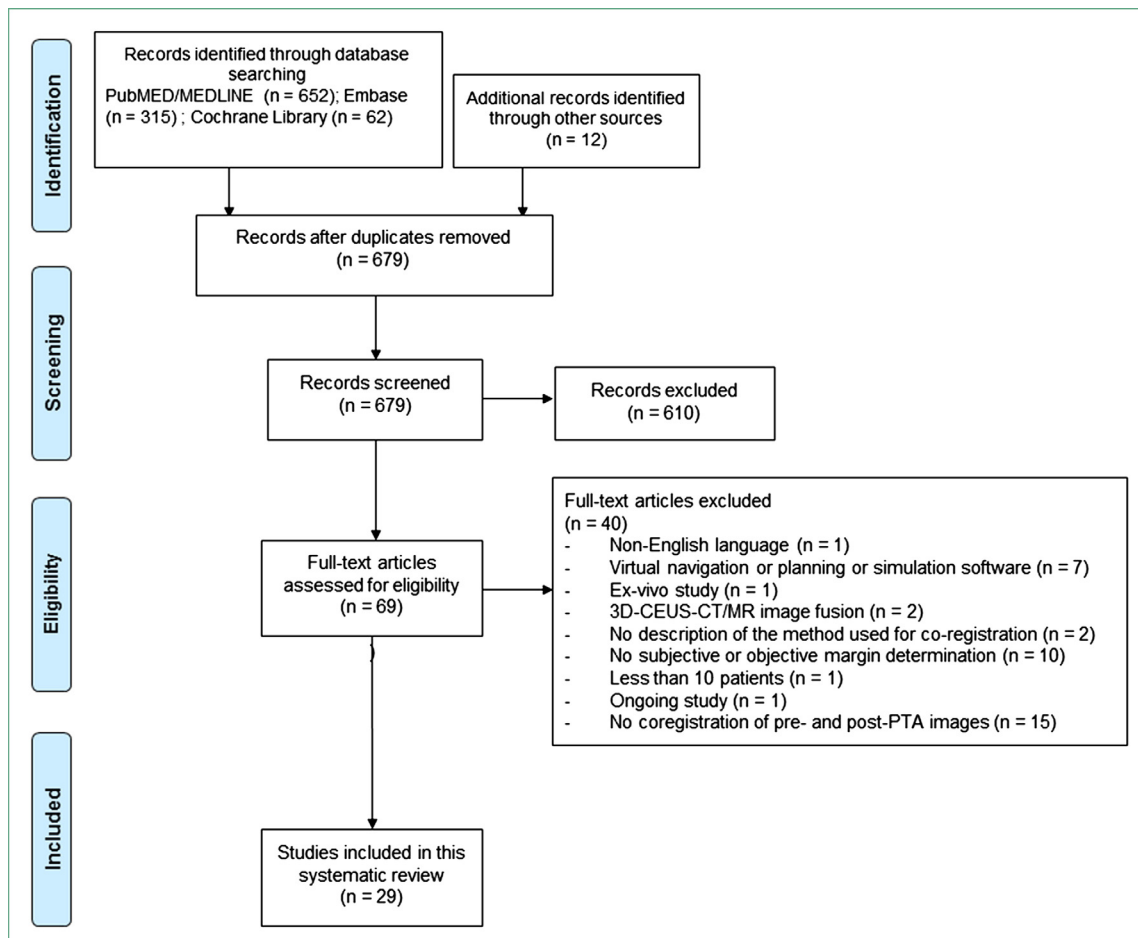 Identification
Records identified through database
searching
PubMED/MEDLINE (n = 652); Embase
(n = 315) ; Cochrane Library (n = 62)
Additional records identified
through other sources
(n = 12)
Records after duplicates removed
(n = 679)
Screening
Records screened
(n = 679)
Records excluded
(n = 610)
Eligibility
Full-text articles
assessed for eligibility
(n = 69)
)
Full-text articles excluded
(n = 40)
- Non-English language (n = 1)
- Virtual navigation or planning or simulation software (n = 7)
- Ex-vivo study (n = 1)
- 3D-CEUS-CT/MR image fusion (n = 2)
- No description of the method used for co-registration (n = 2)
- No subjective or objective margin determination (n = 10)
- Less than 10 patients (n = 1)
- Ongoing study (n = 1)
- No coregistration of pre- and post-PTA images (n = 15)
Included
Studies included in this
systematic review
(n = 29)